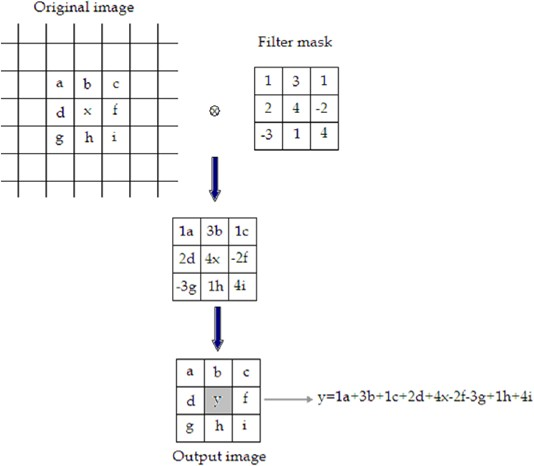 Original image
Filter mask
a b c
d x f
g h i
⊗
1 3 1
2 4 -2
-3 1 4
1a 3b 1c
2d 4x -2f
-3g 1h 4i
a b c
d y f
g h i
y=1a+3b+1c+2d+4x-2f-3g+1h+4i
Output image